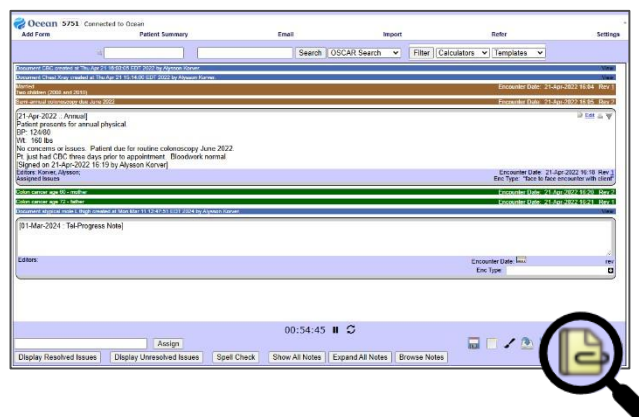 Ocean 5751 Connected to Ocean
Add Form Patient Summary Email Import Refer Settings
Search OSCAR Search Filter Calculators Templates
Document CBC created at Thu Apr 21 16:03:05 EDT 2022 by Alysson Korver. View
Document Chest Xray created at Thu Apr 21 16:14:00 EDT 2022 by Alysson Korver. View
Married Encounter Date: 21-Apr-2022 16:04 Rev 1
Two children (2008 and 2010)
Semi-annual colonoscopy due June 2022 Encounter Date: 21-Apr-2022 16:05 Rev 2
[21-Apr-2022 .: Annual] Edit
Patient presents for annual physical.
BP: 124/80
Wt: 160 lbs
No concerns or issues. Patient due for routine colonoscopy June 2022.
Pt. just had CBC three days prior to appointment. Bloodwork normal
[Signed on 21-Apr-2022 16:19 by Alysson Korver]
Editors: Korver, Alysson; Encounter Date: 21-Apr-2022 16:18 Rev 3
Assigned Issues Enc Type: "face to face encounter with client"
Colon cancer age 60 - mother Encounter Date: 21-Apr-2022 16:20 Rev 2
Colon cancer age 72 - father Encounter Date: 21-Apr-2022 16:21 Rev 1
Document atypical mole L thigh created at Mon Mar 11 12:47:51 EDT 2024 by Alysson Korver. View
[01-Mar-2024 : Tel-Progress Note]
Editors: Encounter Date: rev
Enc Type:
00:54:45
Assign
Display Resolved Issues Display Unresolved Issues Spell Check Show All Notes Expand All Notes Browse Notes